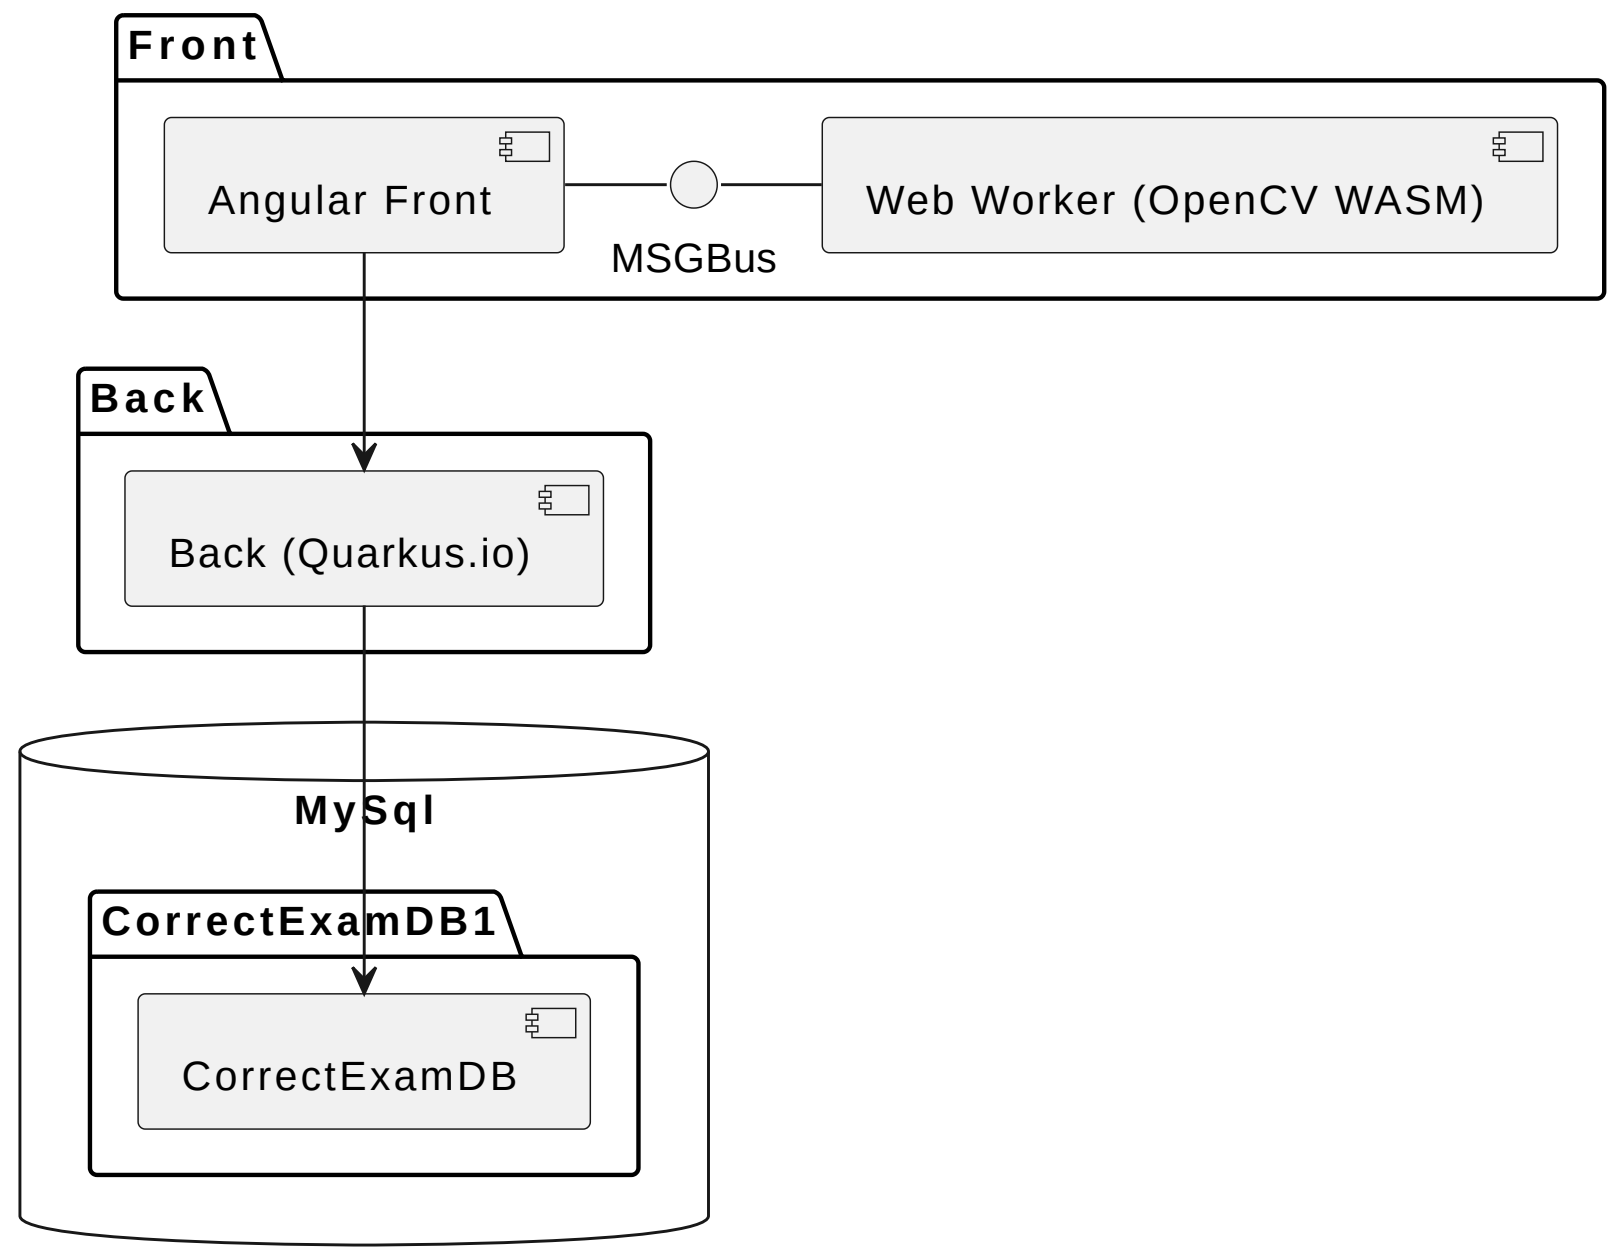 Front
Angular Front
Web Worker (OpenCV WASM)
MSGBus
Back
Back (Quarkus.io)
MySql
CorrectExamDB1
CorrectExamDB